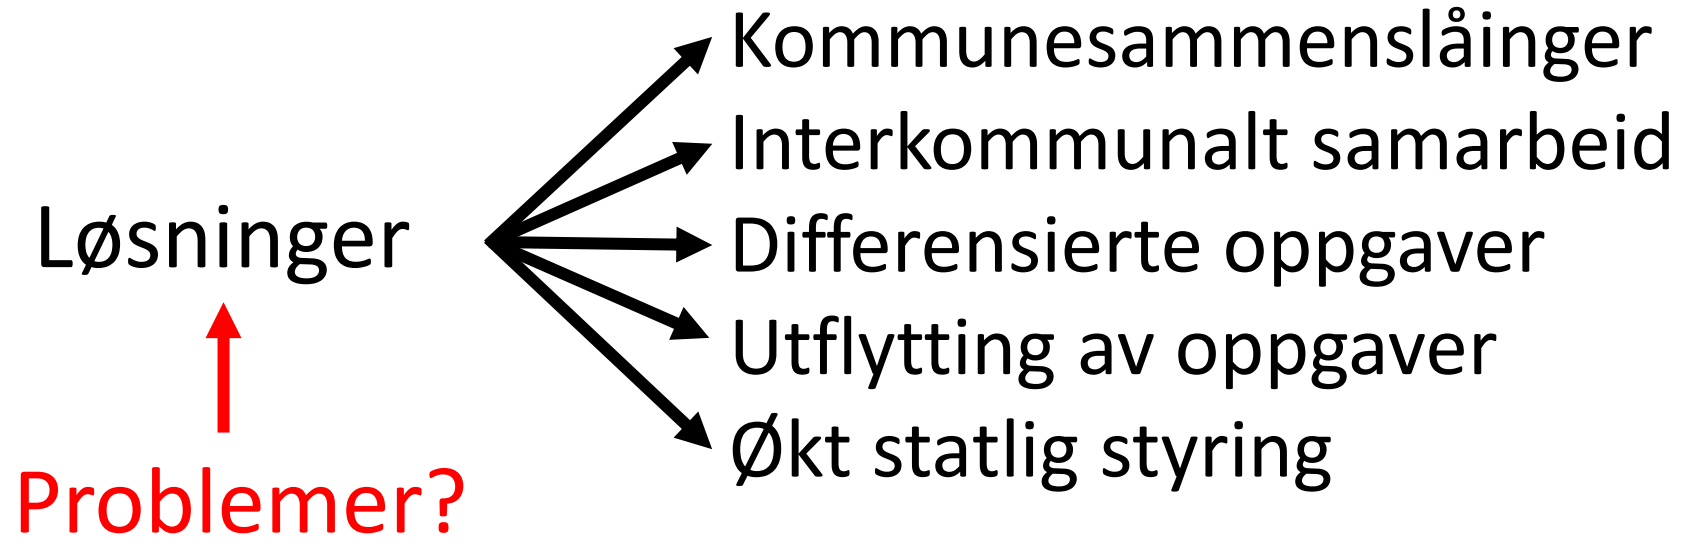 Løsninger
Problemer?
Kommunesammenslåinger
Interkommunalt samarbeid
Differensierte oppgaver
Utflytting av oppgaver
Økt statlig styring